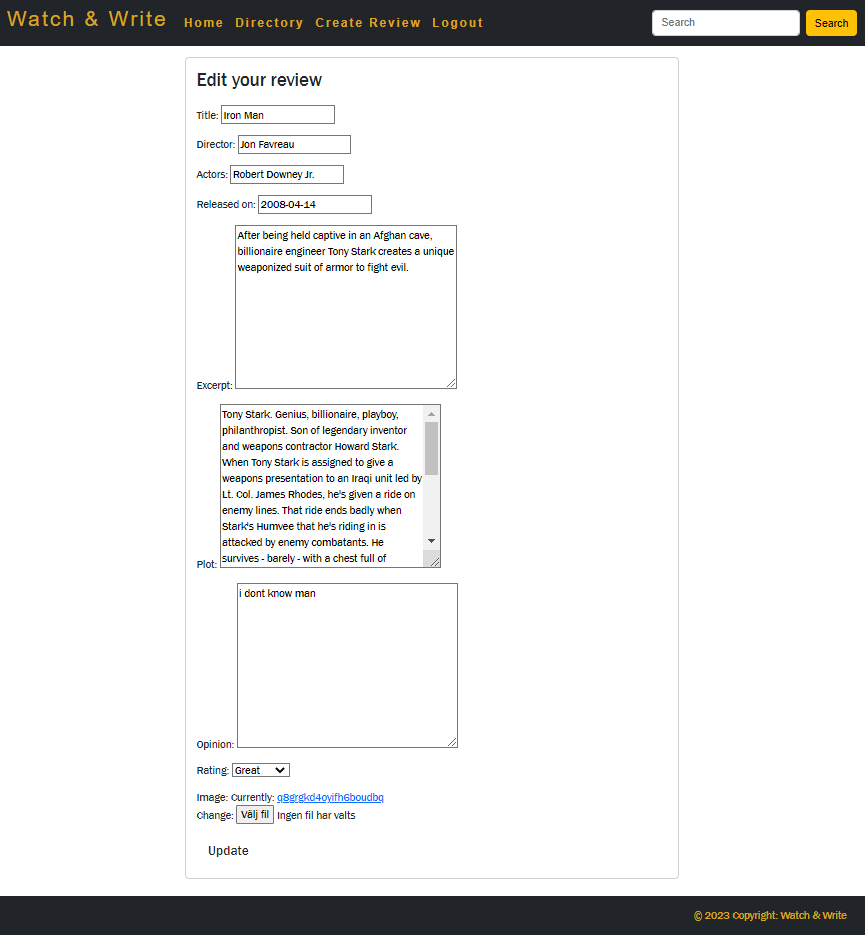 Watch & Write
Home Directory Create Review Logout
Search Search
Edit your review
Title: Iron Man
Director: Jon Favreau
Actors: Robert Downey Jr.
Released on: 2008-04-14
After being held captive in an Afghan cave,
billionaire engineer Tony Stark creates a unique
weaponized suit of armor to fight evil.
Excerpt:
Tony Stark. Genius, billionaire, playboy,
philanthropist. Son of legendary inventor
and weapons contractor Howard Stark.
When Tony Stark is assigned to give a
weapons presentation to an Iraqi unit led by
Lt. Col. James Rhodes, he's given a ride on
enemy lines. That ride ends badly when
Stark's Humvee that he's riding in is
attacked by enemy combatants. He
survives - barely - with a chest full of
Plot:
i dont know man
Opinion:
Rating: Great
Image: Currently: q8grgkd4oyifh6boudbq
Change: Välj fil Ingen fil har valts
Update
© 2023 Copyright: Watch & Write